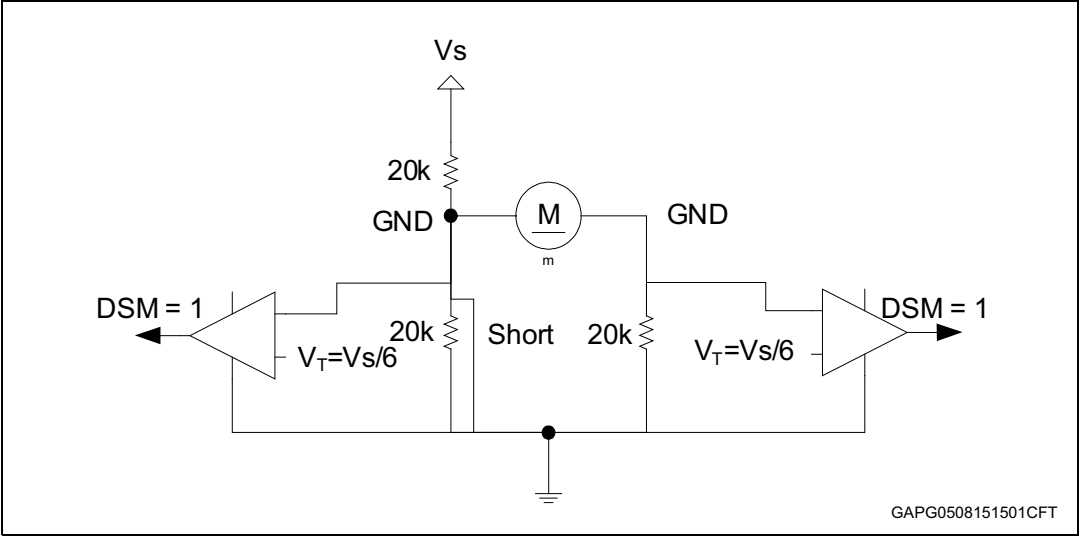 Vs
20k
GND
M
GND
m
DSM = 1
DSM = 1
20k
Short
20k
V_T=Vs/6
V_T=Vs/6
GAPG0508151501CFT